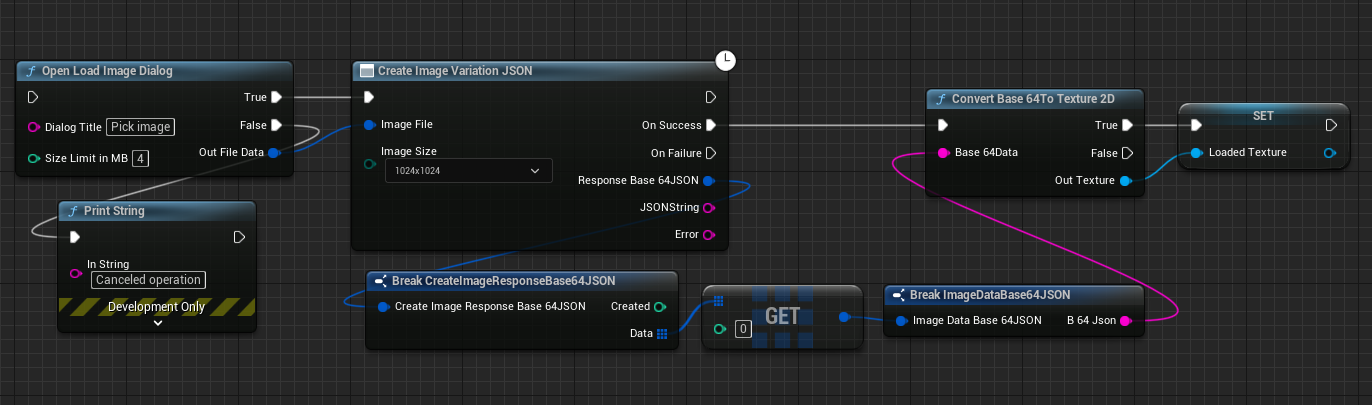 Open Load Image Dialog
True
Dialog Title Pick image
False
Size Limit in MB 4
Out File Data
Print String
In String
Canceled operation
Development Only
Create Image Variation JSON
Image File
On Success
Image Size
1024x1024
On Failure
Response Base 64JSON
JSONString
Error
Break CreateImageResponseBase64JSON
Create Image Response Base 64JSON
Created
Data
0
GET
Break ImageDataBase64JSON
Image Data Base 64JSON
B 64 Json
Convert Base 64To Texture 2D
True
Base 64Data
False
Out Texture
SET
Loaded Texture